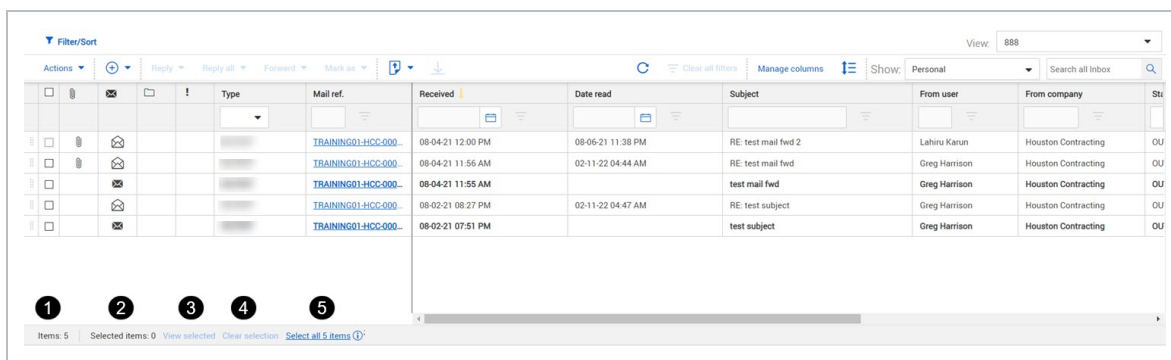 Filter/Sort
View: 888
Actions Reply Reply all Forward Mark as Clear all filters Manage columns Show: Personal Search all Inbox
! Type Mail ref. Received Date read Subject From user From company
TRAINING01-HCC-000... 08-04-21 12:00 PM 08-06-21 11:38 PM RE: test mail fwd 2 Lahiru Karun Houston Contracting
TRAINING01-HCC-000... 08-04-21 11:56 AM 02-11-22 04:44 AM RE: test mail fwd Greg Harrison Houston Contracting
TRAINING01-HCC-000... 08-04-21 11:55 AM test mail fwd Greg Harrison Houston Contracting
TRAINING01-HCC-000... 08-02-21 08:27 PM 02-11-22 04:47 AM RE: test subject Greg Harrison Houston Contracting
TRAINING01-HCC-000... 08-02-21 07:51 PM test subject Greg Harrison Houston Contracting
1 2 3 4 5
Items: 5 Selected items: 0 View selected Clear selection Select all 5 items